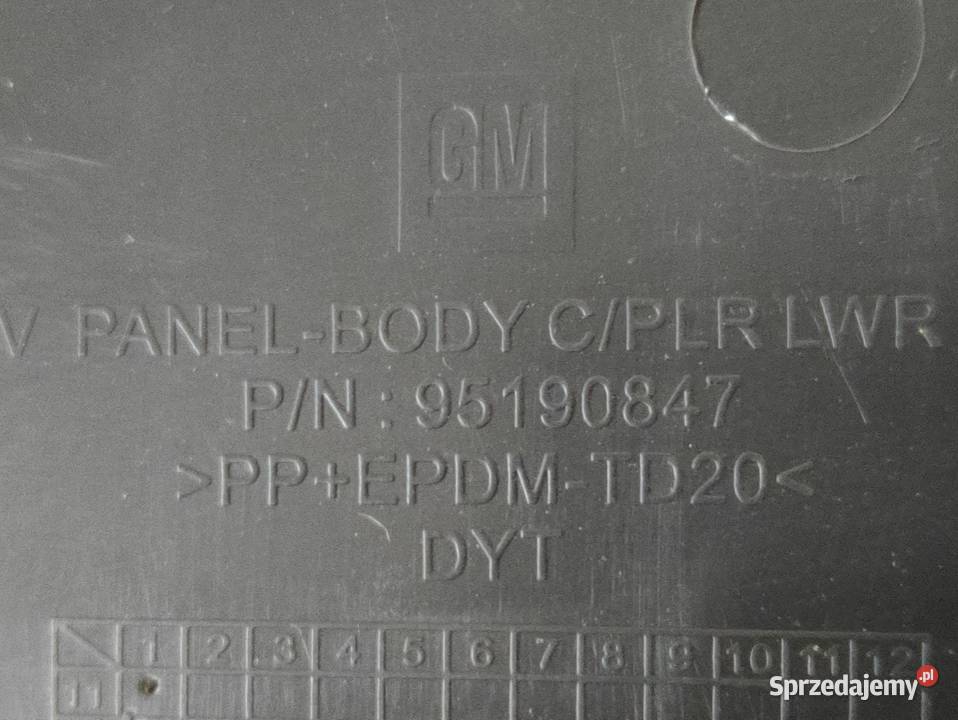 GM
V PANEL-BODY C/PLR LWR
P/N : 95190847
>PP+EPDM-TD20<
DYT
1 2 3 4 5 6 7 8 9 10 11 12
11
Sprzedajemy.pl